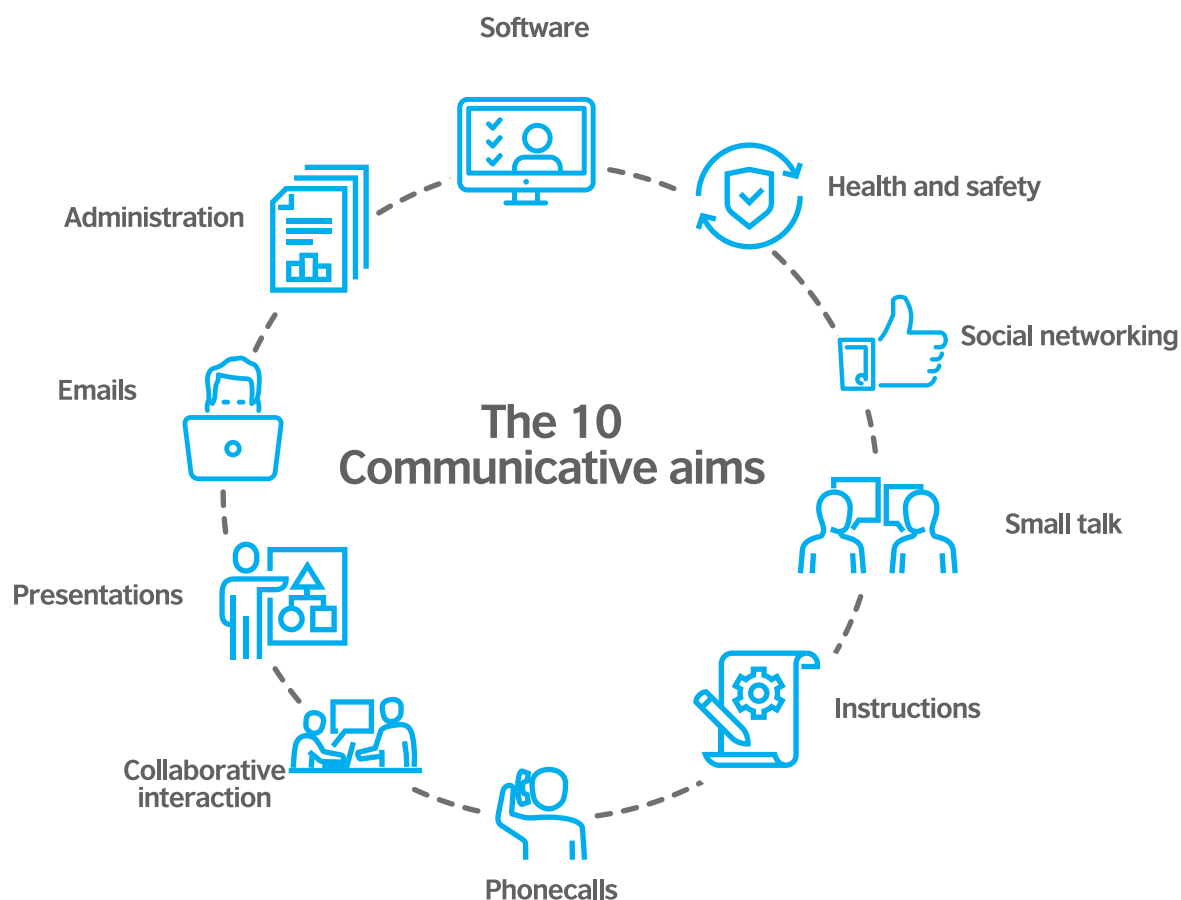 Software
Health and safety
Administration
Social networking
Emails
The 10
Communicative aims
Small talk
Presentations
Instructions
Collaborative
interaction
Phonecalls